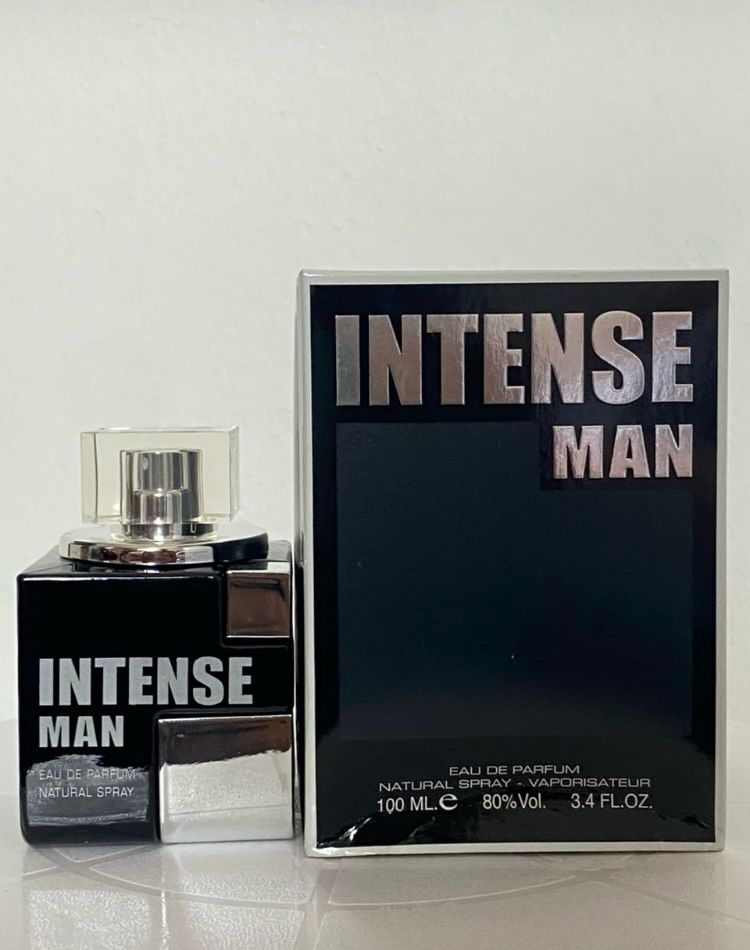 INTENSE
MAN
EAU DE PARFUM
NATURAL SPRAY
INTENSE
MAN
EAU DE PARFUM
NATURAL SPRAY - VAPORISATEUR
100 ML.℮ 80%Vol. 3.4 FL.OZ.